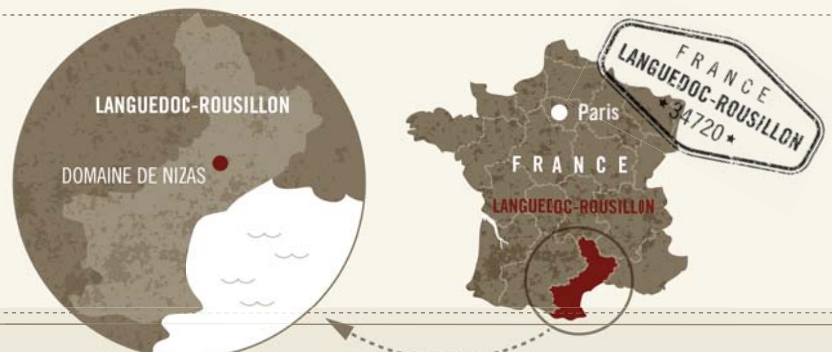 LANGUEDOC-ROUSILLON
DOMAINE DE NIZAS
Paris
FRANCE
LANGUEDOC-ROUSILLON
FRANCE
LANGUEDOC-ROUSILLON
★34720★